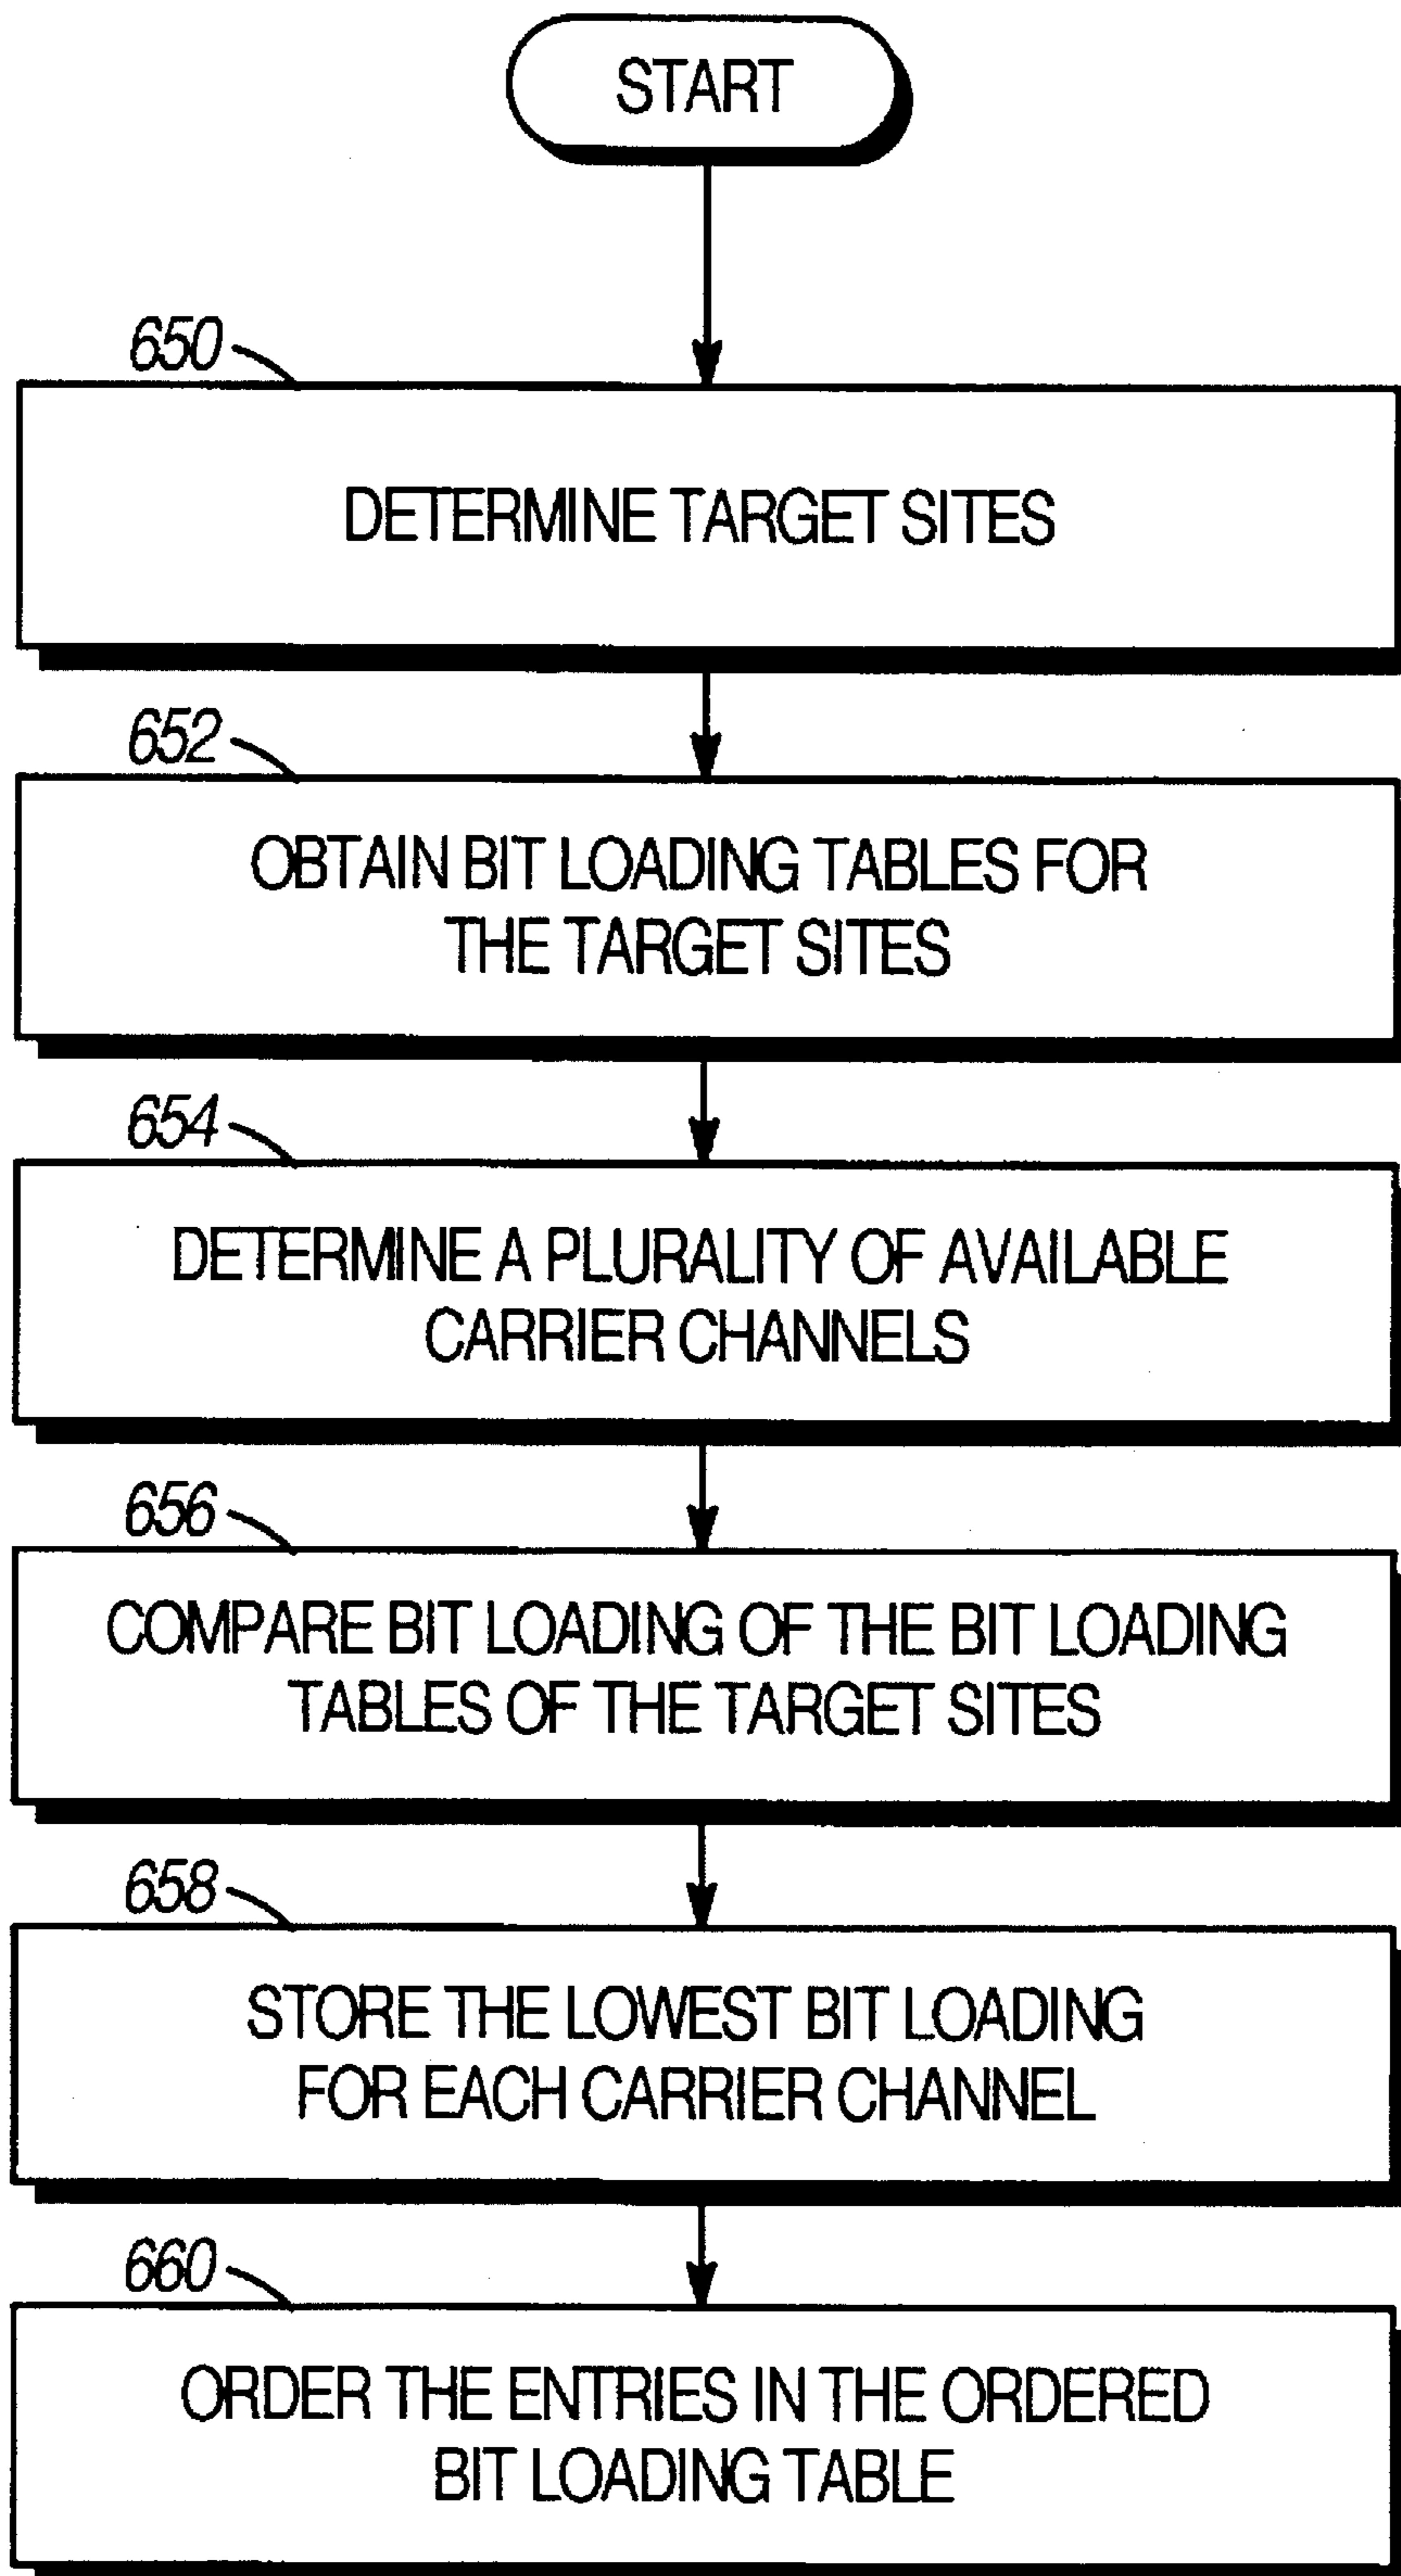 START
650
DETERMINE TARGET SITES
652
OBTAIN BIT LOADING TABLES FOR
THE TARGET SITES
654
DETERMINE A PLURALITY OF AVAILABLE
CARRIER CHANNELS
656
COMPARE BIT LOADING OF THE BIT LOADING
TABLES OF THE TARGET SITES
658
STORE THE LOWEST BIT LOADING
FOR EACH CARRIER CHANNEL
660
ORDER THE ENTRIES IN THE ORDERED
BIT LOADING TABLE